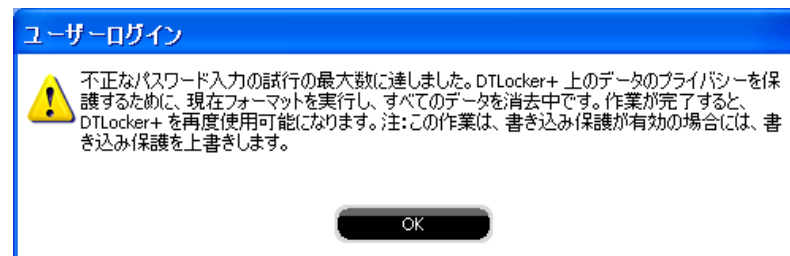 ユーザーログイン
不正なパスワード入力の試行の最大数に達しました。DTLocker+ 上のデータのプライバシーを保
護するために、現在フォーマットを実行し、すべてのデータを消去中です。作業が完了すると、
DTLocker+ を再度使用可能になります。注：この作業は、書き込み保護が有効の場合には、書
き込み保護を上書きします。
OK